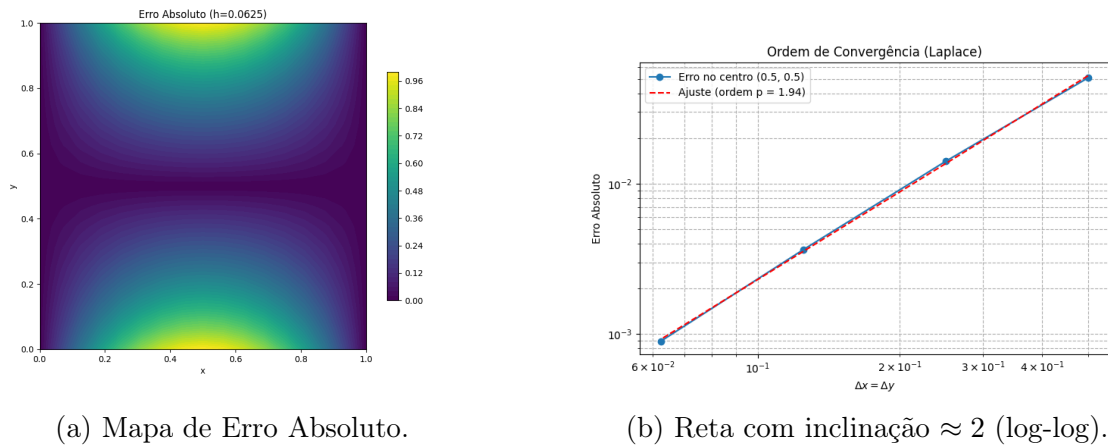 Erro Absoluto (h=0.0625)
1.0
0.8
0.6
0.4
0.2
0.0
y
0.0 0.2 0.4 0.6 0.8 1.0
x
0.96
0.84
0.72
0.60
0.48
0.36
0.24
0.12
0.00
(a) Mapa de Erro Absoluto.
Ordem de Convergência (Laplace)
Erro no centro (0.5, 0.5)
Ajuste (ordem p = 1.94)
Erro Absoluto
10⁻²
10⁻³
6 × 10⁻² 10⁻¹ 2 × 10⁻¹ 3 × 10⁻¹ 4 × 10⁻¹
Δx = Δy
(b) Reta com inclinação ≈ 2 (log-log).